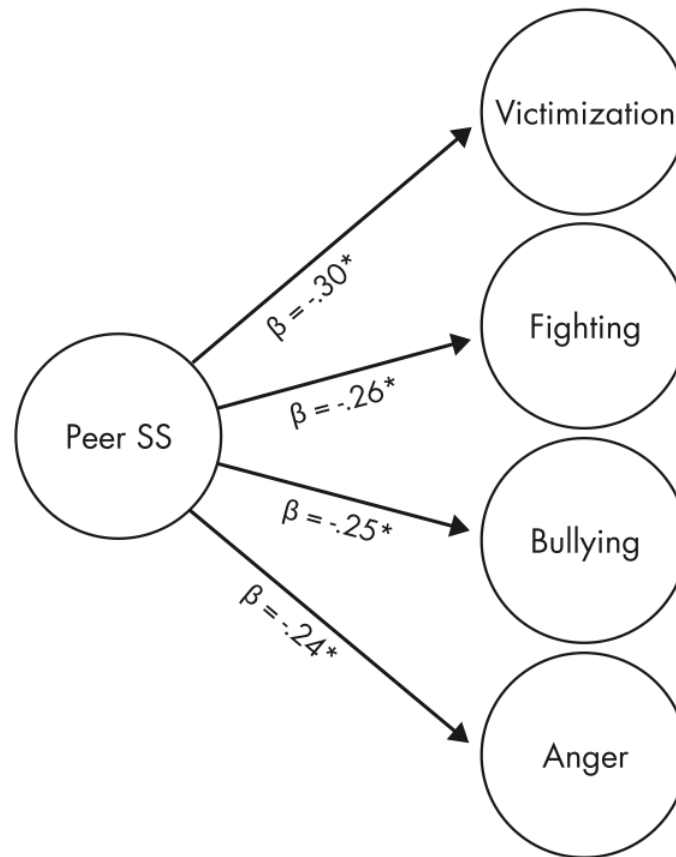 Victimization
β = -.30*
Fighting
β = -.26*
Peer SS
β = -.25*
Bullying
β = -.24*
Anger